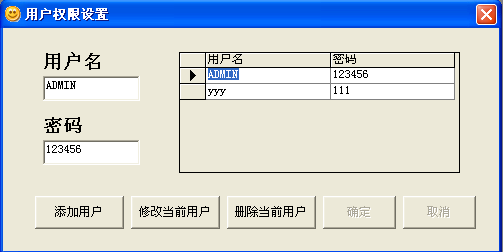 用户权限设置
用户名
ADMIN
密码
123456
用户名 密码
ADMIN 123456
yyy 111
添加用户 修改当前用户 删除当前用户 确定 取消